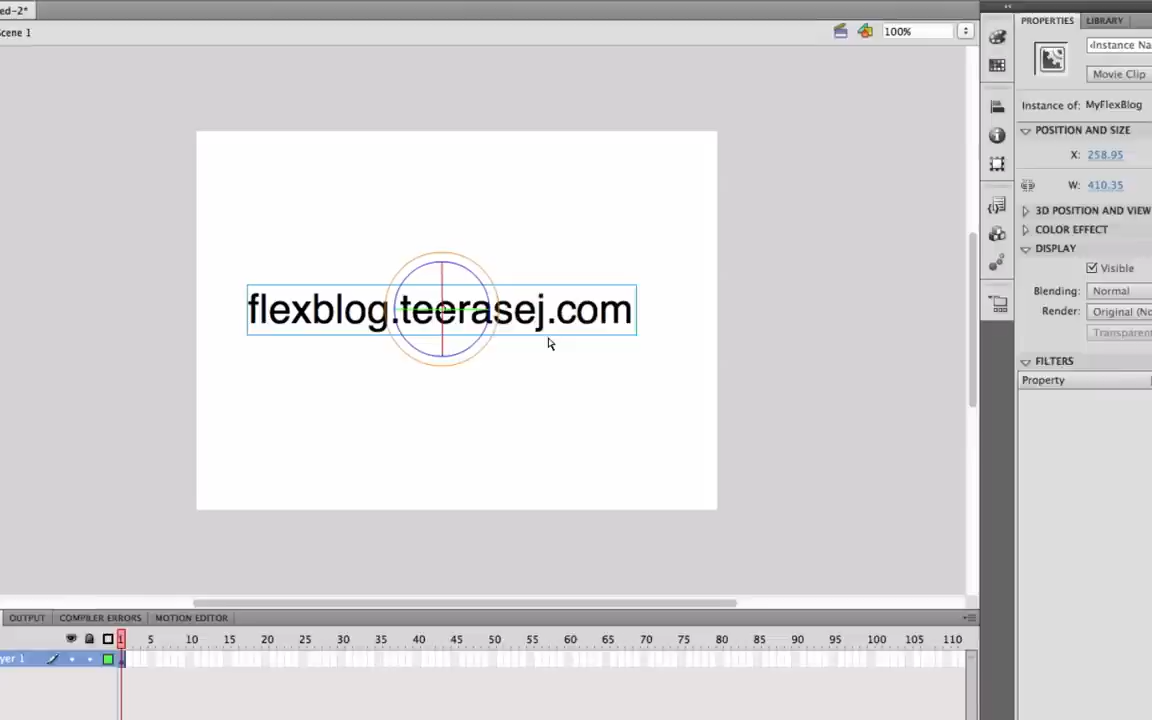 ed-2*
Scene 1
100%
PROPERTIES
LIBRARY
Instance Na
Movie Clip
Instance of: MyFlexBlog
POSITION AND SIZE
X: 258.95
W: 410.35
3D POSITION AND VIEW
COLOR EFFECT
DISPLAY
Visible
Blending: Normal
Render: Original (No
Transparent
FILTERS
Property
flexblog.teerasej.com
OUTPUT
COMPILER ERRORS
MOTION EDITOR
1 5 10 15 20 25 30 35 40 45 50 55 60 65 70 75 80 85 90 95 100 105 110
yer 1